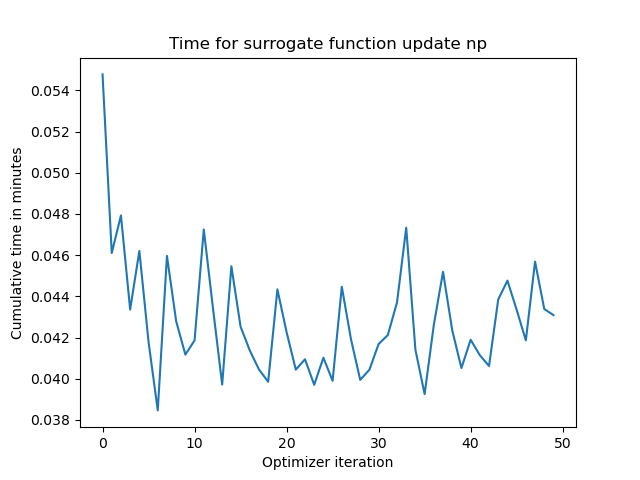 Time for surrogate function update np
Cumulative time in minutes
0.054
0.052
0.050
0.048
0.046
0.044
0.042
0.040
0.038
0 10 20 30 40 50
Optimizer iteration